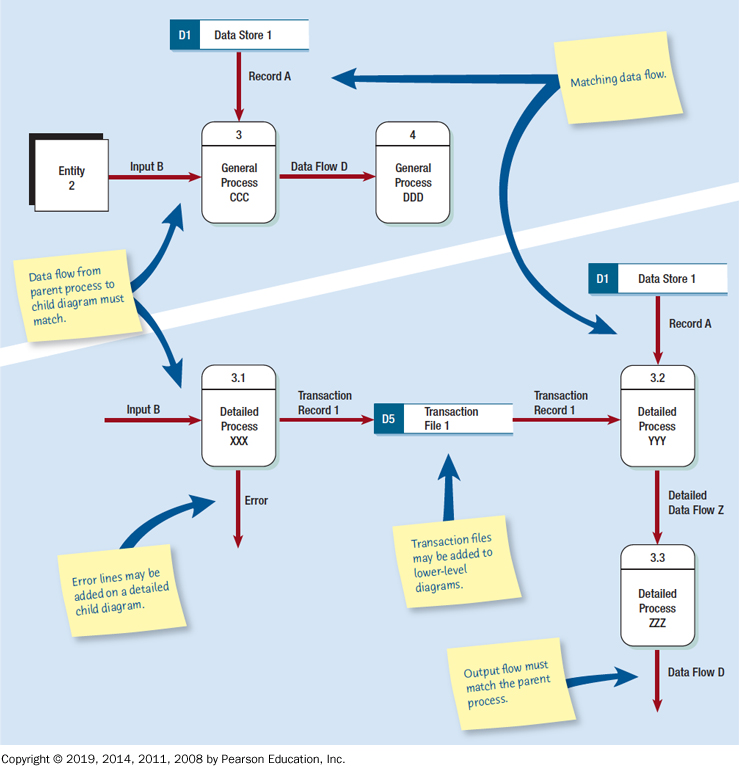 D1 Data Store 1
Record A
Matching data flow.
3
General
Process
CCC
4
General
Process
DDD
Entity
2
Input B
Data Flow D
Data flow from
parent process to
child diagram must
match.
D1 Data Store 1
Record A
3.1
Detailed
Process
XXX
Input B
Transaction
Record 1
D5 Transaction
File 1
Transaction
Record 1
3.2
Detailed
Process
YYY
Error
Detailed
Data Flow Z
Error lines may be
added on a detailed
child diagram.
Transaction files
may be added to
lower-level
diagrams.
3.3
Detailed
Process
ZZZ
Output flow must
match the parent
process.
Data Flow D
Copyright © 2019, 2014, 2011, 2008 by Pearson Education, Inc.